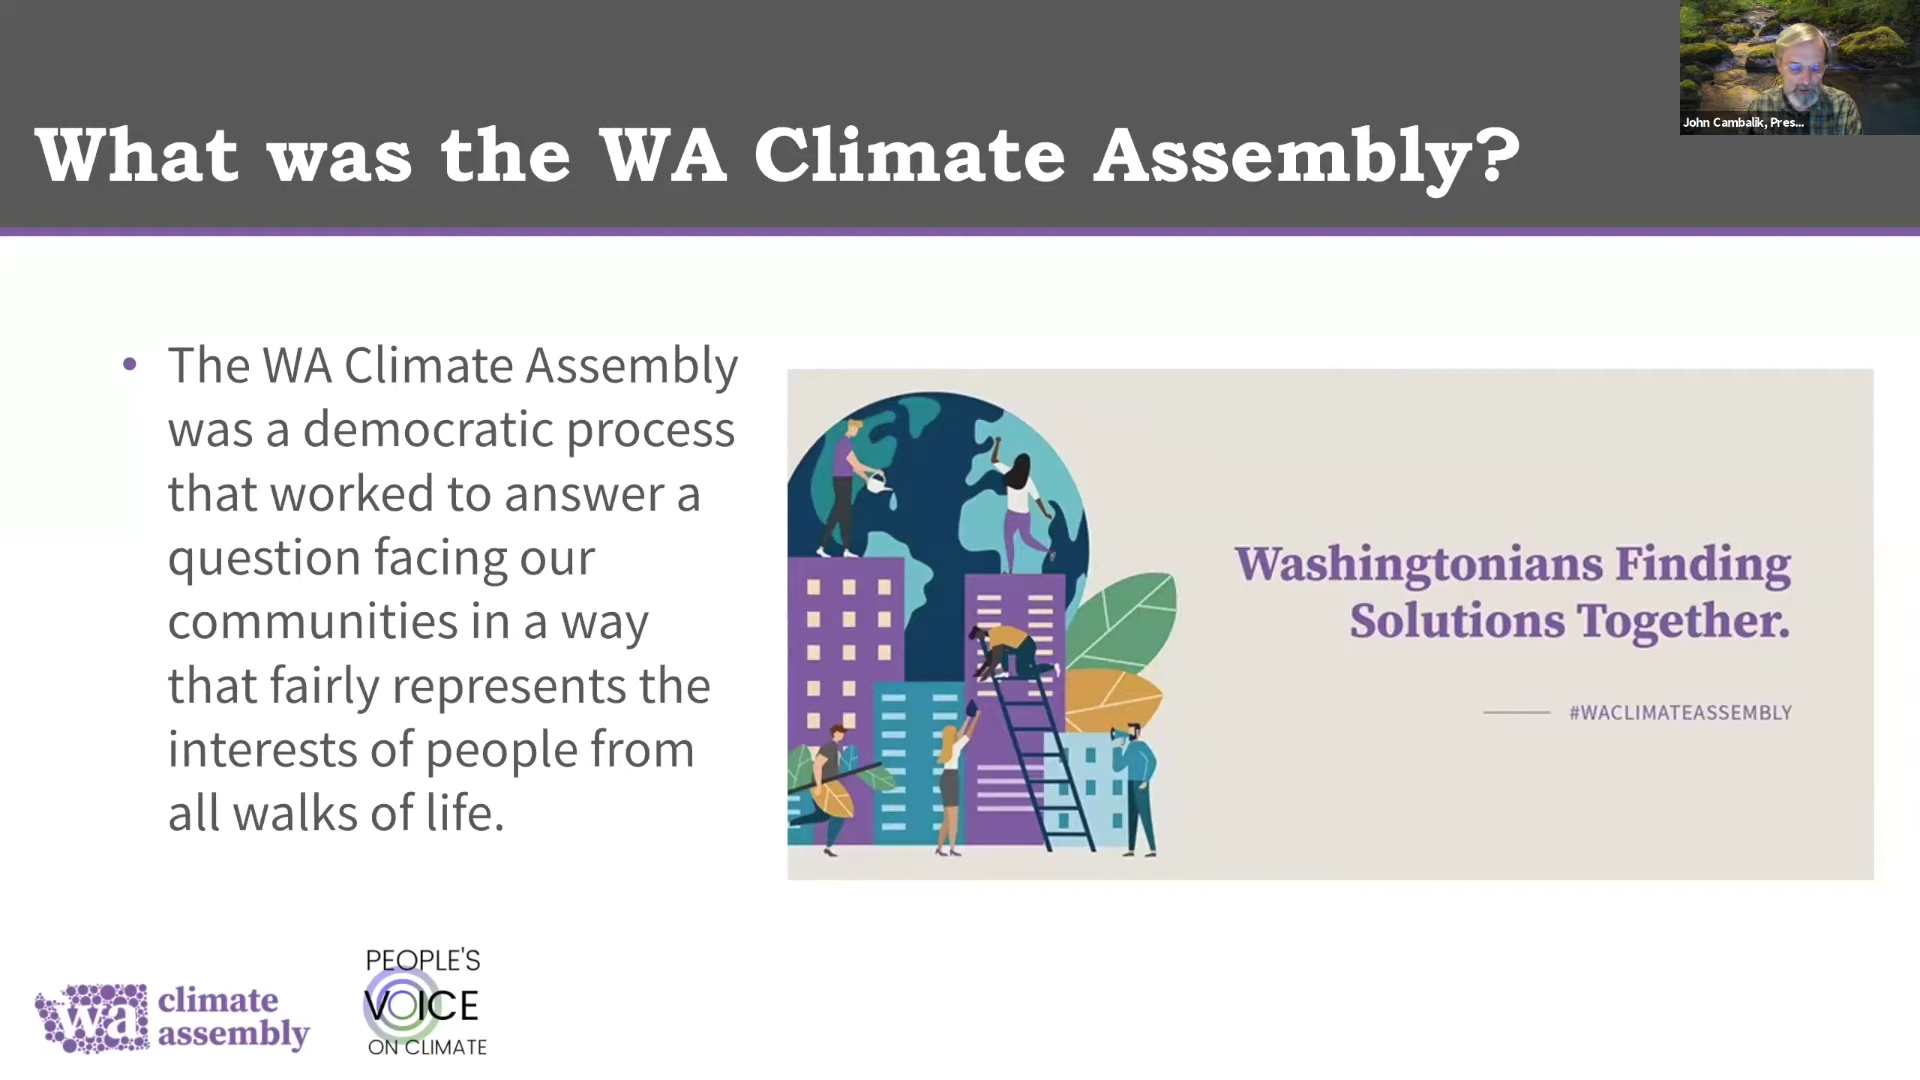 What was the WA Climate Assembly?
John Cambalik, Pres...
• The WA Climate Assembly
was a democratic process
that worked to answer a
question facing our
communities in a way
that fairly represents the
interests of people from
all walks of life.
Washingtonians Finding
Solutions Together.
#WACLIMATEASSEMBLY
wa
climate
assembly
PEOPLE'S
VOICE
ON CLIMATE